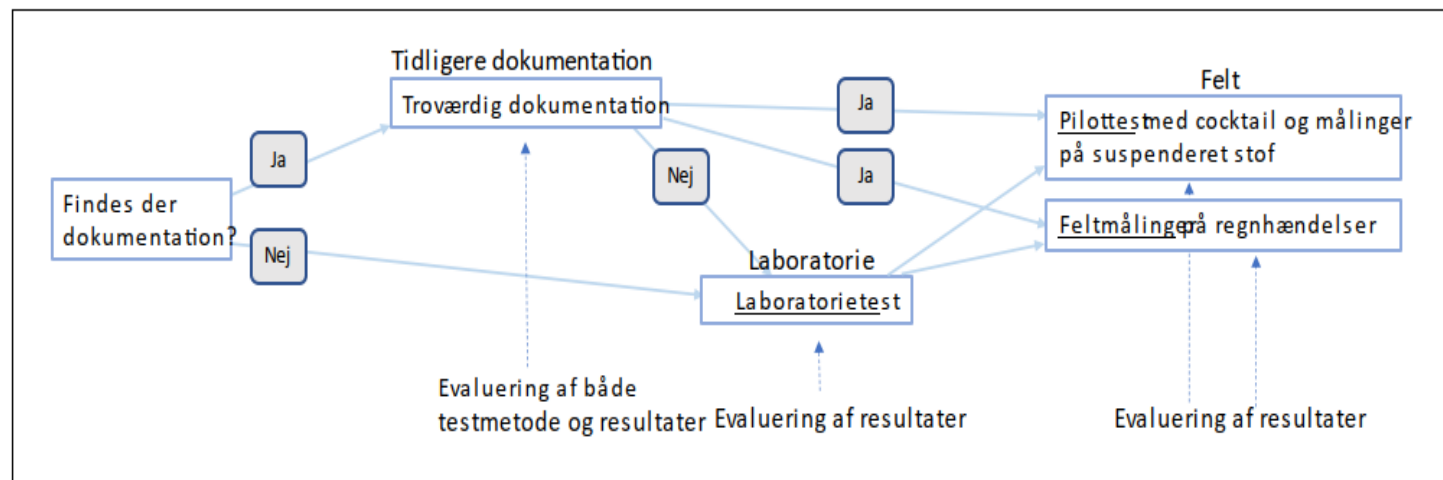 Tidligere dokumentation
Troværdig dokumentation
Ja
Felt
Pilottest med cocktail og målinger
på suspenderet stof
Ja
Nej
Ja
Findes der
dokumentation?
Feltmålinger på regnhændelser
Nej
Laboratorie
Laboratorietest
Evaluering af både
testmetode og resultater
Evaluering af resultater
Evaluering af resultater